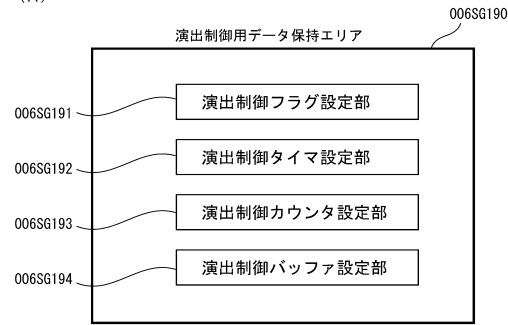 006SG190
演出制御用データ保持エリア
006SG191
演出制御フラグ設定部
006SG192
演出制御タイマ設定部
006SG193
演出制御カウンタ設定部
006SG194
演出制御バッファ設定部